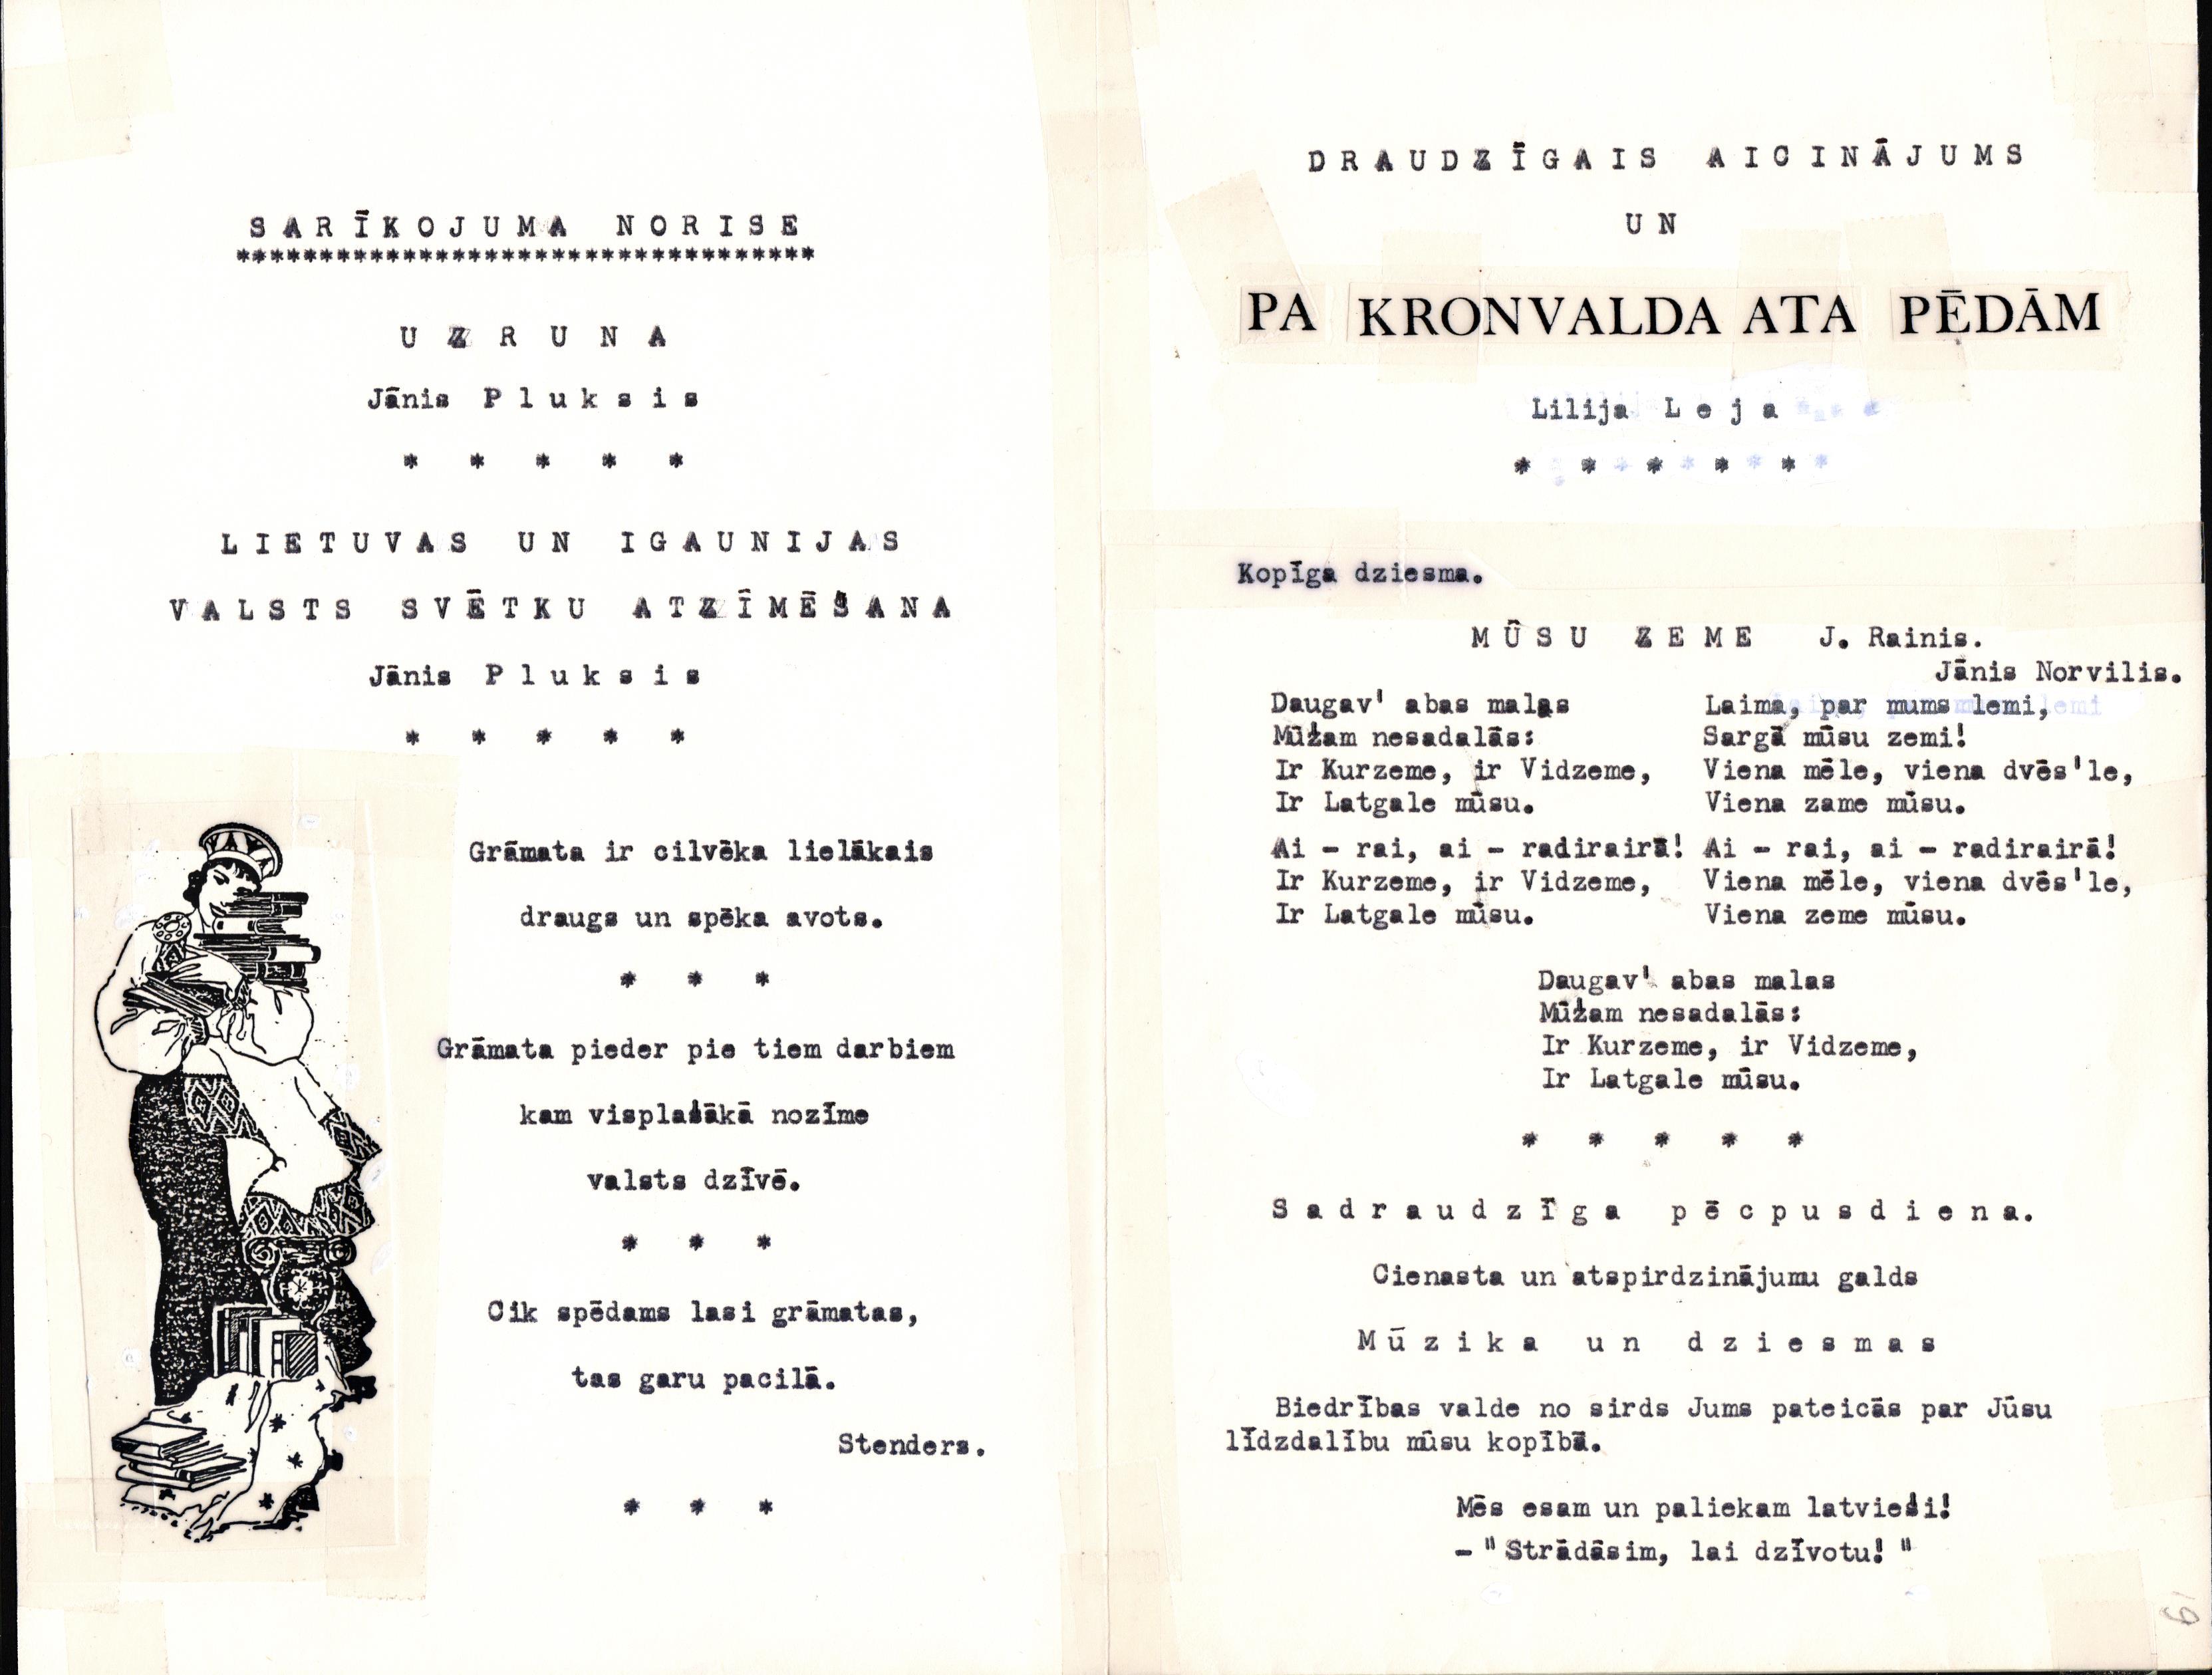 SARĪKOJUMA NORISE
***********************************
UZRUNA
Jānis Pluksis
* * * * *
LIETUVAS UN IGAUNIJAS
VALSTS SVĒTKU ATZĪMĒŠANA
Jānis Pluksis
* * * * *
Grāmata ir cilvēka lielākais
draugs un spēka avots.
* * *
Grāmata pieder pie tiem darbiem
kam visplašākā nozīme
valsts dzīvē.
* * *
Cik spēdams lasi grāmatas,
tas garu pacilā.
Stenders.
* * *
DRAUDZĪGAIS AICINĀJUMS
UN
PA KRONVALDA ATA PĒDĀM
Lilija Leja
* * * * *
Kopīga dziesma.
MŪSU ZEME J. Rainis.
Jānis Norvilis.
Daugav' abas malas
Mūžam nesadalās:
Ir Kurzeme, ir Vidzeme,
Ir Latgale mūsu.
Ai - rai, ai - radirairā!
Ir Kurzeme, ir Vidzeme,
Ir Latgale mūsu.
Laima, par mums lemi,
Sargā mūsu zemi!
Viena mēle, viena dvēs'le,
Viena zame mūsu.
Ai - rai, ai - radirairā!
Viena mēle, viena dvēs'le,
Viena zeme mūsu.
Daugav' abas malas
Mūžam nesadalās:
Ir Kurzeme, ir Vidzeme,
Ir Latgale mūsu.
* * * * *
Sadraudzīga pēcpusdiena.
Cienasta un atspirdzinājumu galds
Mūzika un dziesmas
Biedrības valde no sirds Jums pateicās par Jūsu
līdzdalību mūsu kopībā.
Mēs esam un paliekam latvieši!
- "Strādāsim, lai dzīvotu!"